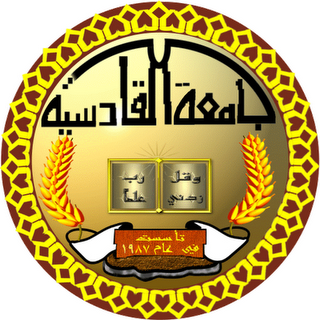 جامعة القادسية
وقل رب
زدني علما
تأسست
في عام ١٩٨٧